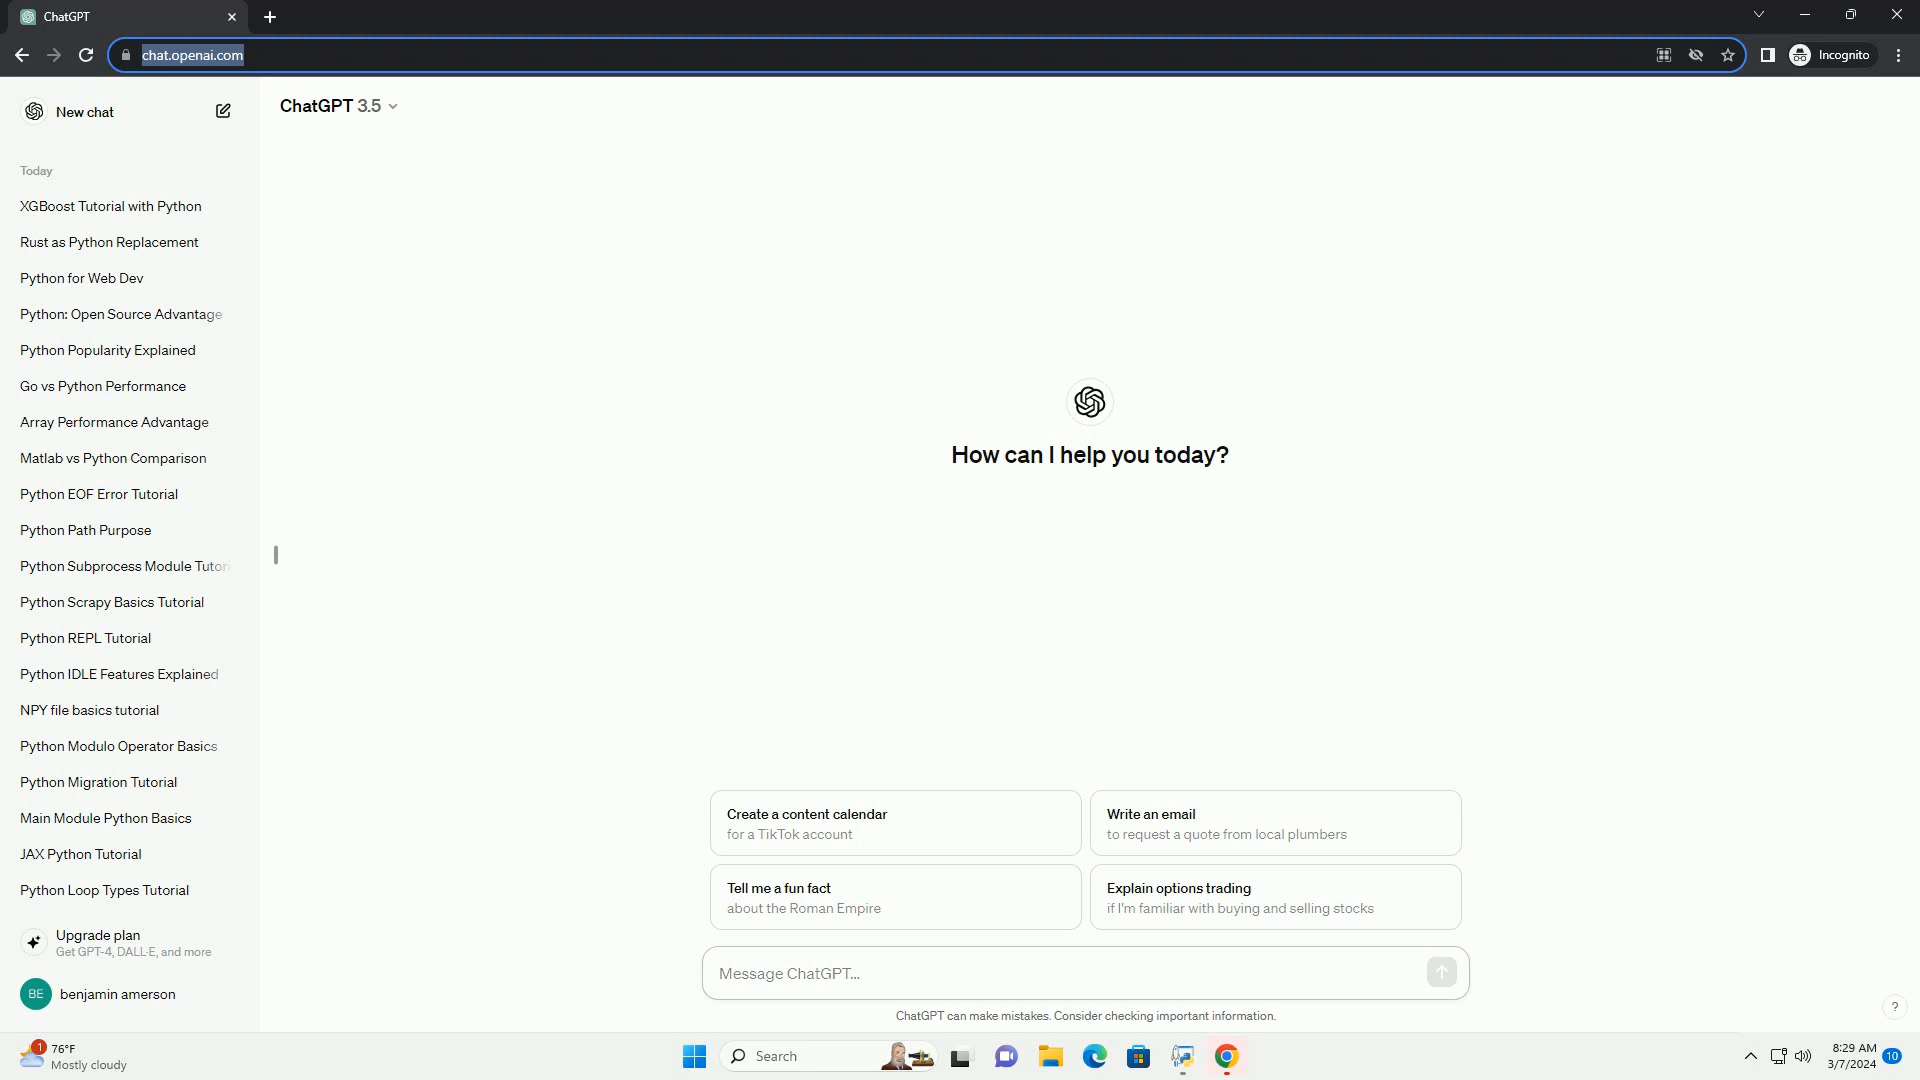 ChatGPT
chat.openai.com
Incognito
New chat
ChatGPT 3.5
Today
XGBoost Tutorial with Python
Rust as Python Replacement
Python for Web Dev
Python: Open Source Advantage
Python Popularity Explained
Go vs Python Performance
Array Performance Advantage
Matlab vs Python Comparison
Python EOF Error Tutorial
Python Path Purpose
Python Subprocess Module Tutor
Python Scrapy Basics Tutorial
Python REPL Tutorial
Python IDLE Features Explained
NPY file basics tutorial
Python Modulo Operator Basics
Python Migration Tutorial
Main Module Python Basics
JAX Python Tutorial
Python Loop Types Tutorial
Upgrade plan
Get GPT-4, DALL·E, and more
BE benjamin amerson
How can I help you today?
Create a content calendar
for a TikTok account
Write an email
to request a quote from local plumbers
Tell me a fun fact
about the Roman Empire
Explain options trading
if I'm familiar with buying and selling stocks
Message ChatGPT...
ChatGPT can make mistakes. Consider checking important information.
?
1
76°F
Mostly cloudy
Search
8:29 AM
3/7/2024
10